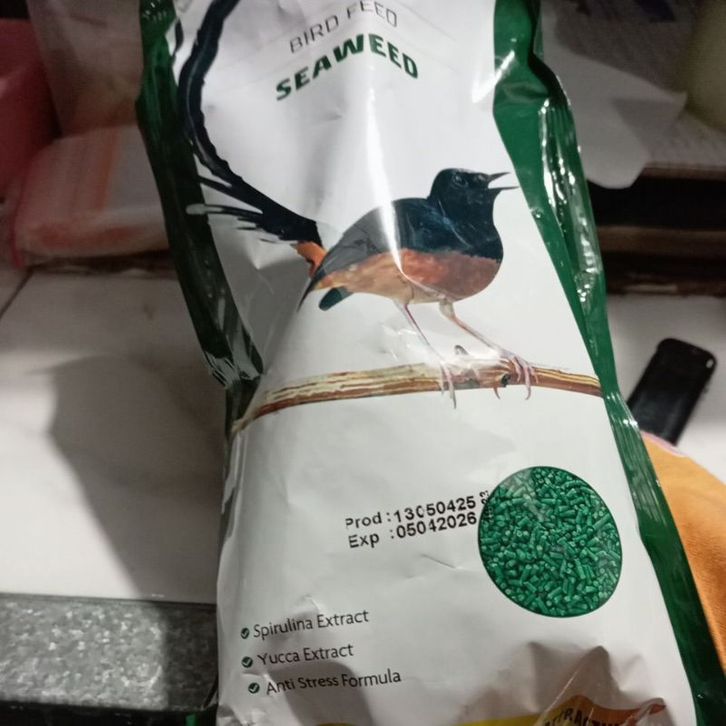 BIRD FEED
SEAWEED
Prod :13050425
Exp :05042026
Spirulina Extract
Yucca Extract
Anti Stress Formula